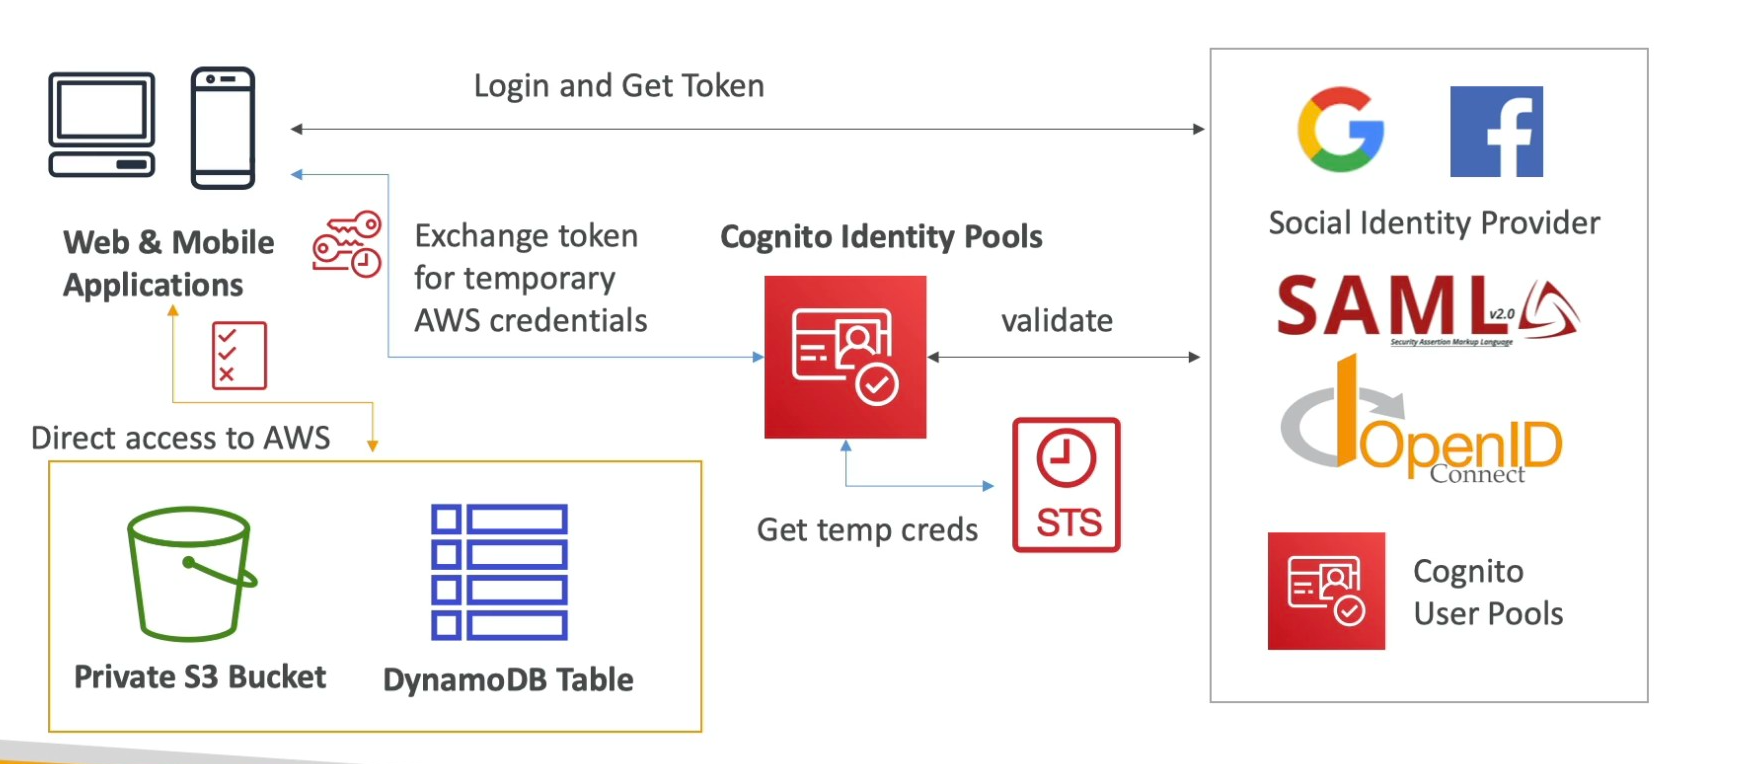 Login and Get Token
Social Identity Provider
Web & Mobile
Applications
Exchange token
for temporary
AWS credentials
Cognito Identity Pools
validate
SAML v2.0
Security Assertion Markup Language
OpenID
Connect
Direct access to AWS
Get temp creds
STS
Cognito
User Pools
Private S3 Bucket
DynamoDB Table